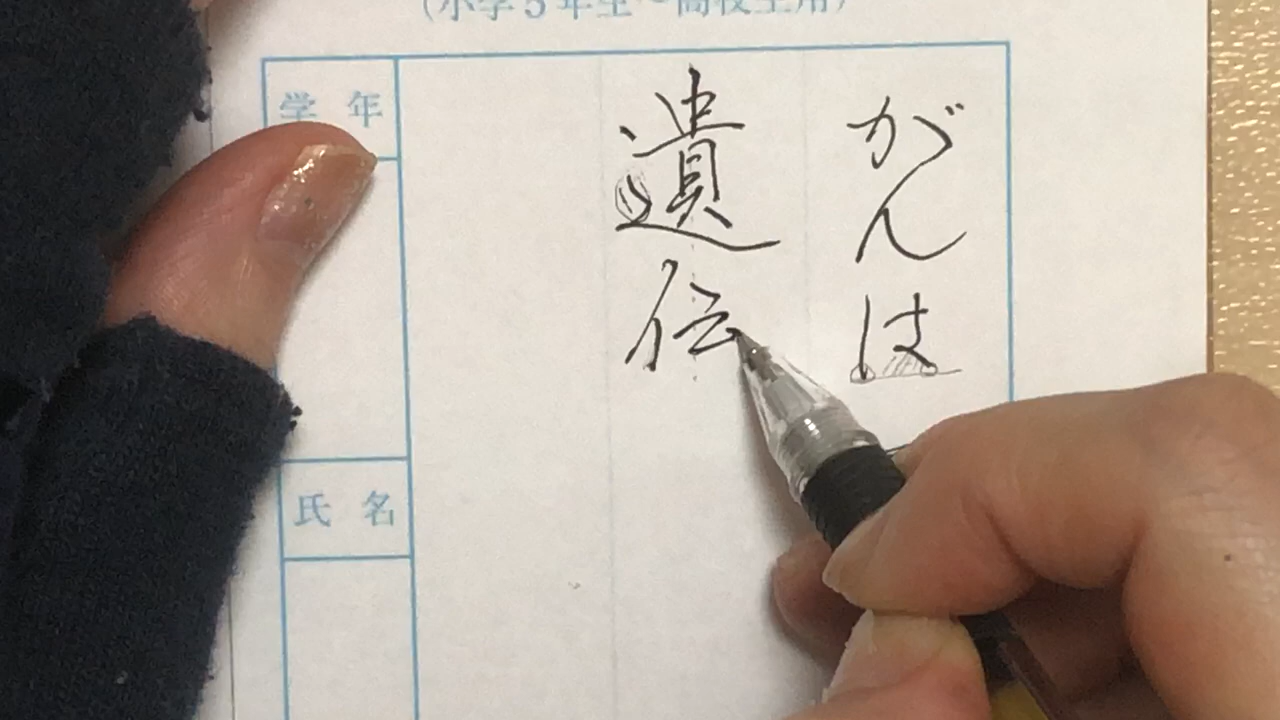 (小学5年生〜高校生用)
がんは
遺伝
学年
氏名